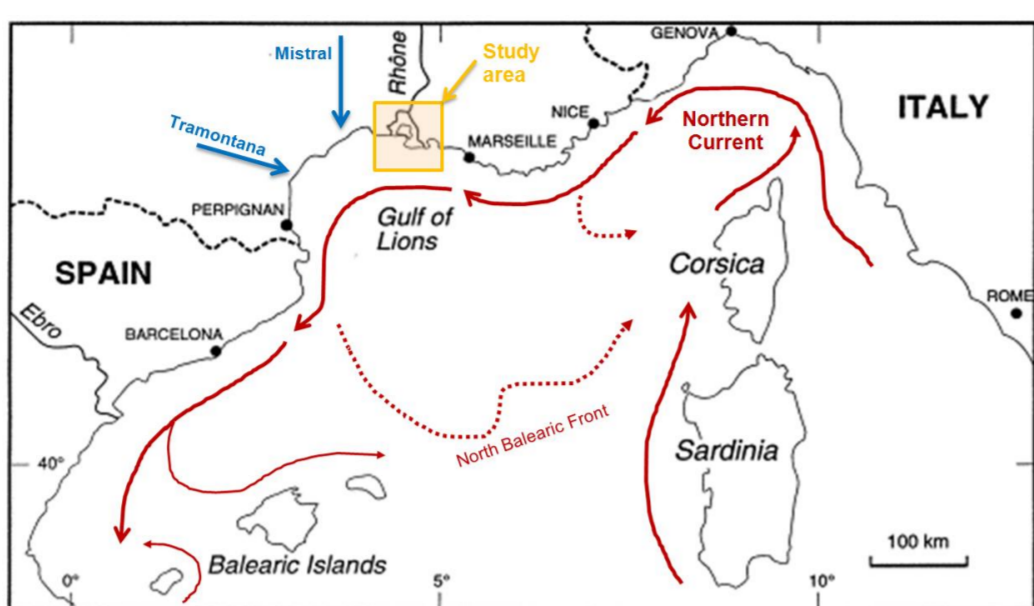 GENOVA
Mistral
Rhône
Study
area
ITALY
NICE
Northern
Current
Tramontana
MARSEILLE
PERPIGNAN
Gulf of
Lions
SPAIN
Corsica
Ebro
ROME
BARCELONA
North Balearic Front
Sardinia
40°
100 km
Balearic Islands
0°
5°
10°